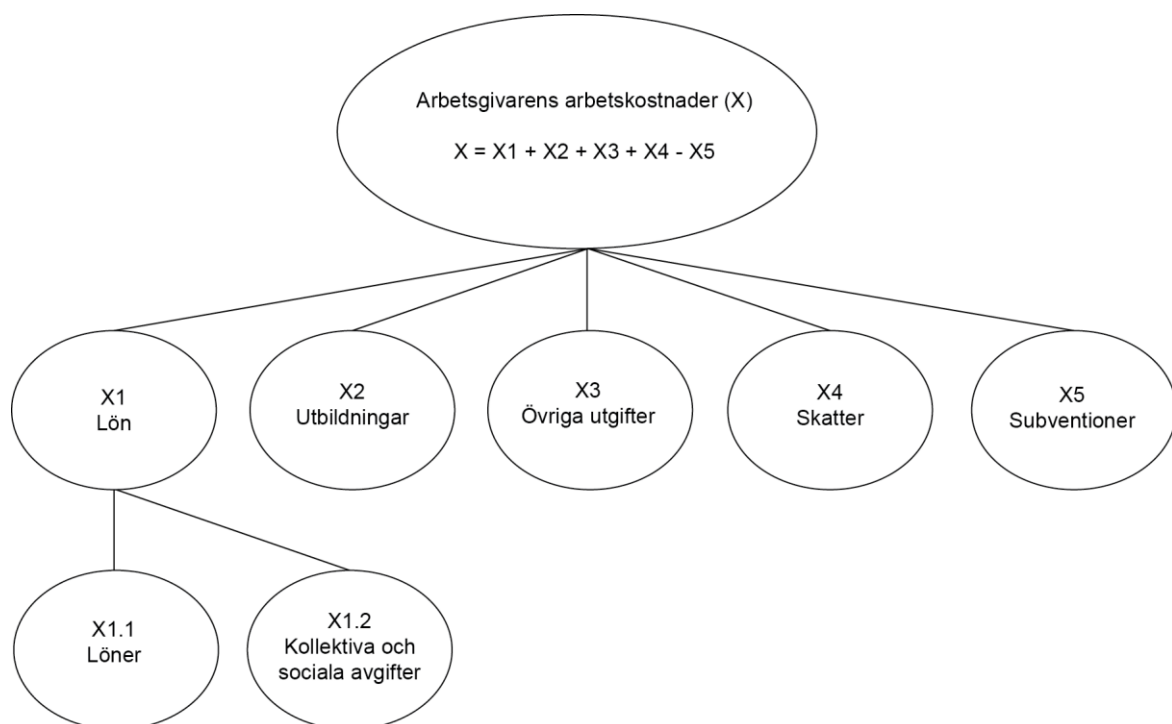 Arbetsgivarens arbetskostnader (X)
X = X1 + X2 + X3 + X4 - X5
X1
Lön
X2
Utbildningar
X3
Övriga utgifter
X4
Skatter
X5
Subventioner
X1.1
Löner
X1.2
Kollektiva och
sociala avgifter